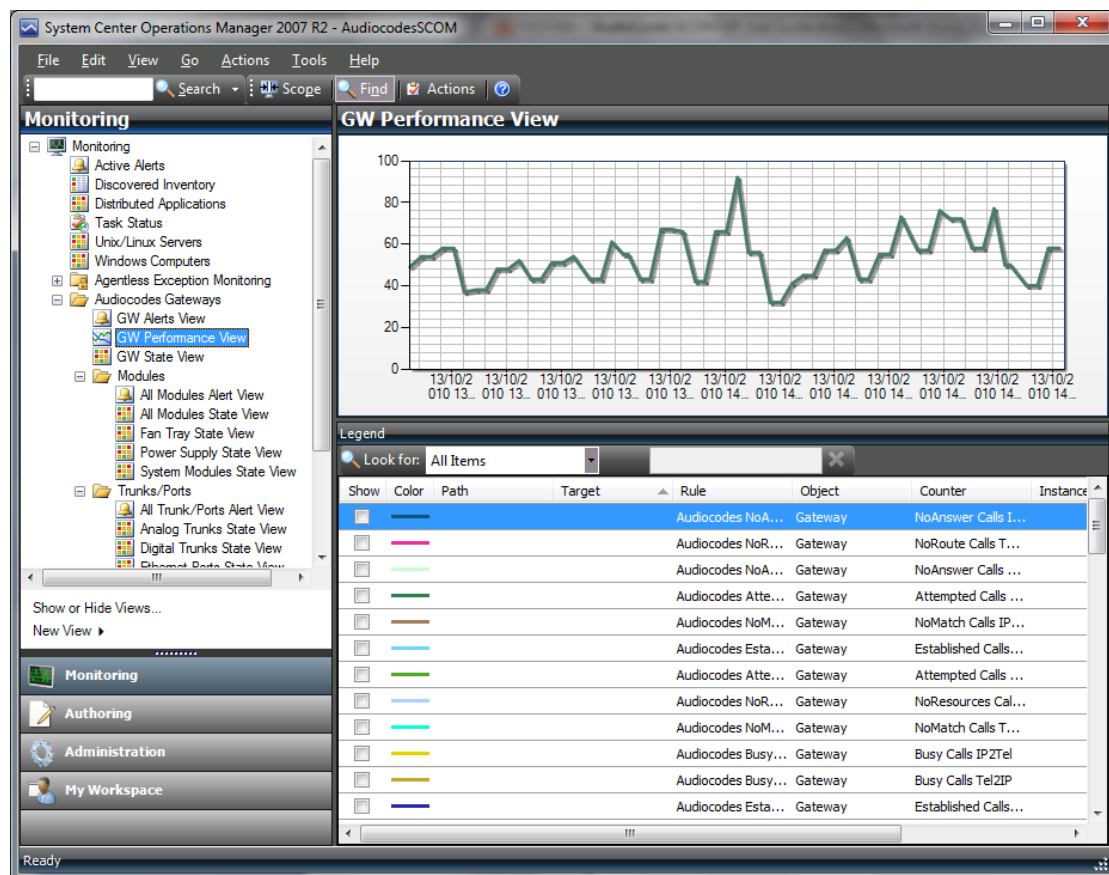 System Center Operations Manager 2007 R2 - AudiocodesSCOM
File Edit View Go Actions Tools Help
Search Scope Find Actions
Monitoring
Monitoring
Active Alerts
Discovered Inventory
Distributed Applications
Task Status
Unix/Linux Servers
Windows Computers
Agentless Exception Monitoring
Audiocodes Gateways
GW Alerts View
GW Performance View
GW State View
Modules
All Modules Alert View
All Modules State View
Fan Tray State View
Power Supply State View
System Modules State View
Trunks/Ports
All Trunk/Ports Alert View
Analog Trunks State View
Digital Trunks State View
Ethernet Ports State View
Show or Hide Views...
New View
Monitoring
Authoring
Administration
My Workspace
Ready
GW Performance View
100
80
60
40
20
0
13/10/2 13/10/2 13/10/2 13/10/2 13/10/2 13/10/2 13/10/2 13/10/2 13/10/2 13/10/2 13/10/2 13/10/2
010 13... 010 13... 010 13... 010 13... 010 13... 010 14... 010 14... 010 14... 010 14... 010 14... 010 14... 010 14...
Legend
Look for: All Items
Show Color Path Target Rule Object Counter Instance
Audiocodes NoA... Gateway NoAnswer Calls I...
Audiocodes NoR... Gateway NoRoute Calls T...
Audiocodes NoA... Gateway NoAnswer Calls ...
Audiocodes Atte... Gateway Attempted Calls ...
Audiocodes NoM... Gateway NoMatch Calls IP...
Audiocodes Esta... Gateway Established Calls...
Audiocodes Atte... Gateway Attempted Calls ...
Audiocodes NoR... Gateway NoResources Cal...
Audiocodes NoM... Gateway NoMatch Calls T...
Audiocodes Busy... Gateway Busy Calls IP2Tel
Audiocodes Busy... Gateway Busy Calls Tel2IP
Audiocodes Esta... Gateway Established Calls...